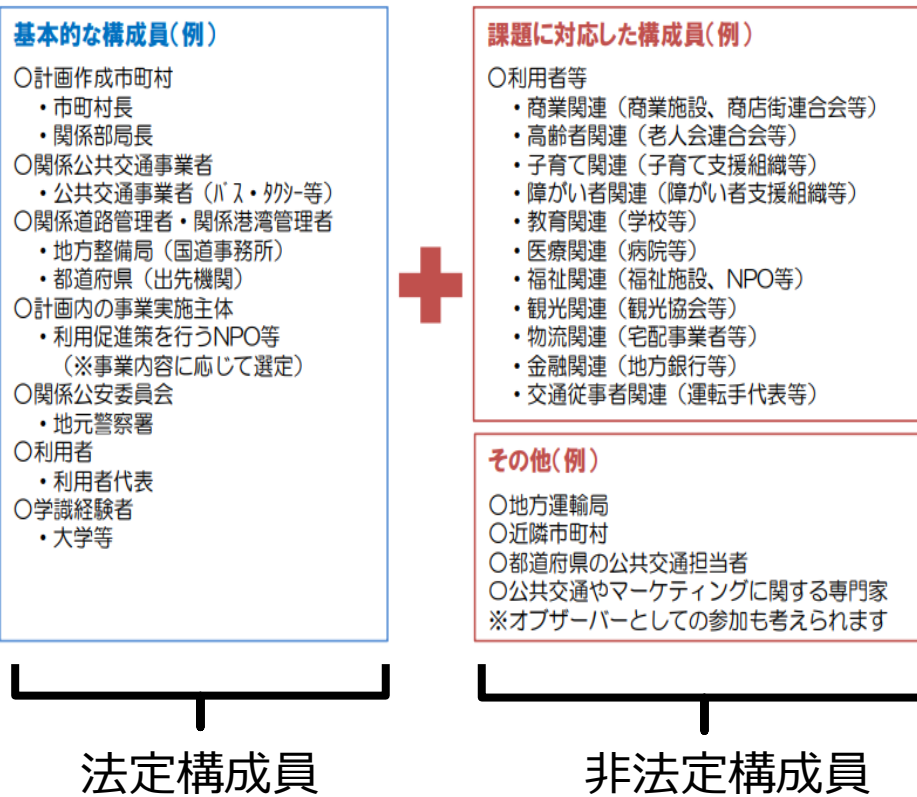 基本的な構成員(例)
○計画作成市町村
・市町村長
・関係部局長
○関係公共交通事業者
・公共交通事業者（ﾊﾞｽ・ﾀｸｼｰ等）
○関係道路管理者・関係港湾管理者
・地方整備局（国道事務所）
・都道府県（出先機関）
○計画内の事業実施主体
・利用促進策を行うNPO等
（※事業内容に応じて選定）
○関係公安委員会
・地元警察署
○利用者
・利用者代表
○学識経験者
・大学等
課題に対応した構成員(例)
○利用者等
・商業関連（商業施設、商店街連合会等）
・高齢者関連（老人会連合会等）
・子育て関連（子育て支援組織等）
・障がい者関連（障がい者支援組織等）
・教育関連（学校等）
・医療関連（病院等）
・福祉関連（福祉施設、NPO等）
・観光関連（観光協会等）
・物流関連（宅配事業者等）
・金融関連（地方銀行等）
・交通従事者関連（運転手代表等）
その他(例)
○地方運輸局
○近隣市町村
○都道府県の公共交通担当者
○公共交通やマーケティングに関する専門家
※オブザーバーとしての参加も考えられます
法定構成員
非法定構成員